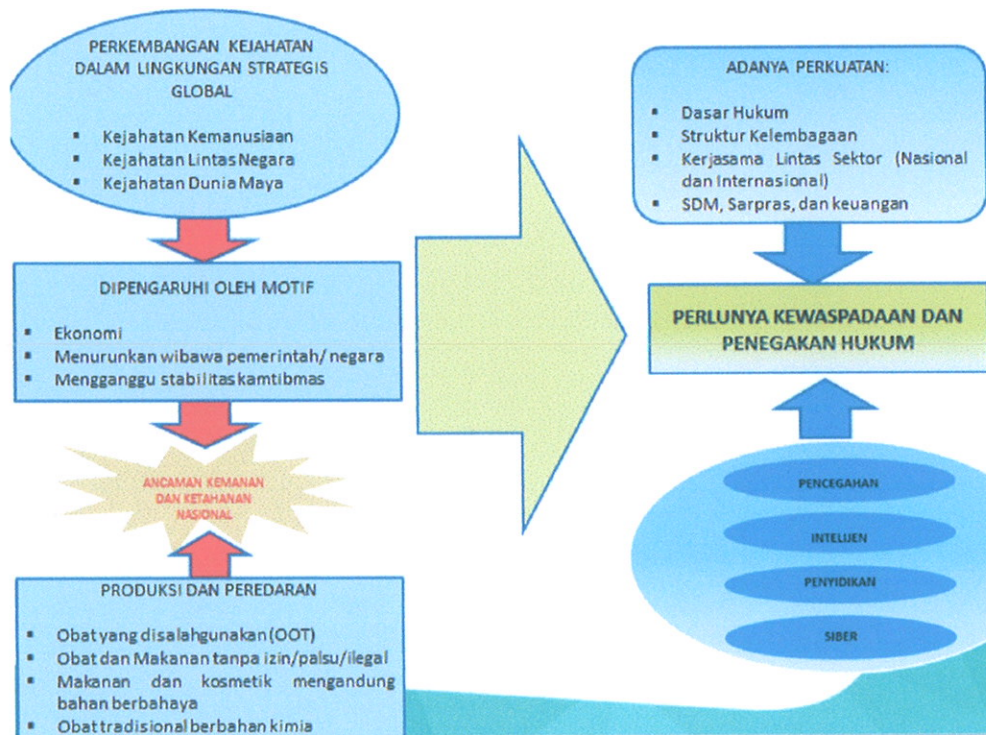 PERKEMBANGAN KEJAHATAN
DALAM LINGKUNGAN STRATEGIS
GLOBAL
▪ Kejahatan Kemanusiaan
▪ Kejahatan Lintas Negara
▪ Kejahatan Dunia Maya
DIPENGARUHI OLEH MOTIF
▪ Ekonomi
▪ Menurunkan wibawa pemerintah/ negara
▪ Mengganggu stabilitas kamtibmas
ANCAMAN KEMANAN
DAN KETAHANAN
NASIONAL
PRODUKSI DAN PEREDARAN
▪ Obat yang disalahgunakan (OOT)
▪ Obat dan Makanan tanpa izin/palsu/ilegal
▪ Makanan dan kosmetik mengandung
bahan berbahaya
▪ Obat tradisional berbahan kimia
ADANYA PERKUATAN:
▪ Dasar Hukum
▪ Struktur Kelembagaan
▪ Kerjasama Lintas Sektor (Nasional
dan Internasional)
▪ SDM, Sarpras, dan keuangan
PERLUNYA KEWASPADAAN DAN
PENEGAKAN HUKUM
PENCEGAHAN
INTELIJEN
PENYIDIKAN
SIBER